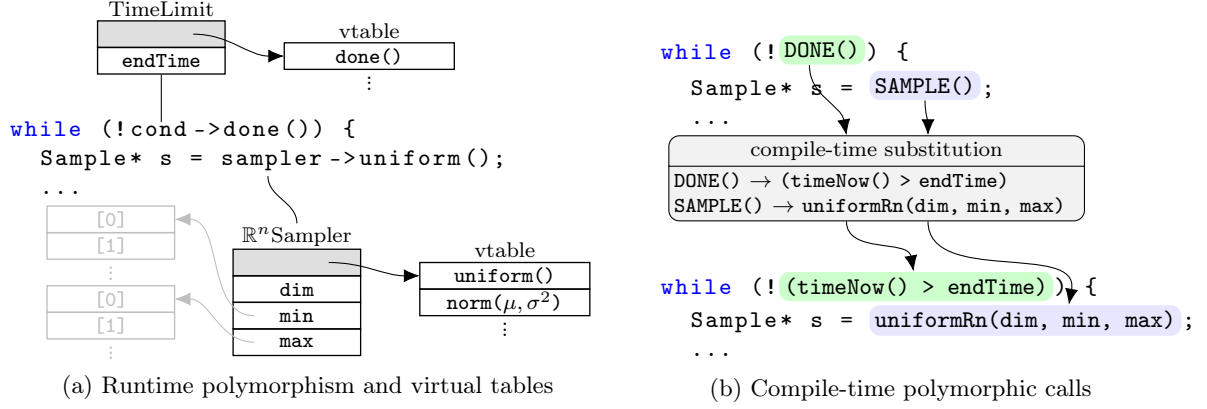 TimeLimit
endTime
vtable
done()
⋮
while (!cond->done()) {
Sample* s = sampler->uniform();
...
[0]
[1]
⋮
[0]
[1]
⋮
ℝⁿSampler
dim
min
max
vtable
uniform()
norm(μ, σ²)
⋮
(a) Runtime polymorphism and virtual tables
while (!DONE()) {
Sample* s = SAMPLE();
...
compile-time substitution
DONE() → (timeNow() > endTime)
SAMPLE() → uniformRn(dim, min, max)
while (!(timeNow() > endTime)) {
Sample* s = uniformRn(dim, min, max);
...
(b) Compile-time polymorphic calls